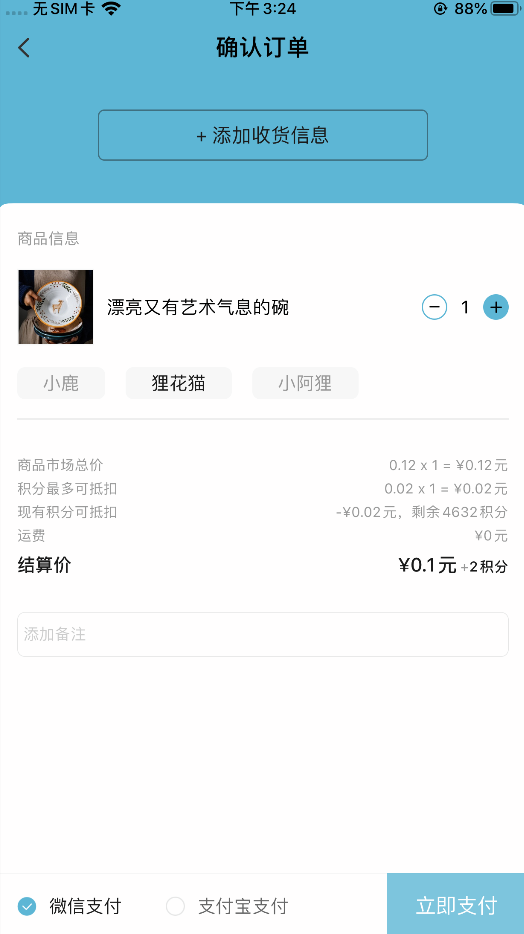 无SIM卡 下午3:24 88%
确认订单
+ 添加收货信息
商品信息
漂亮又有艺术气息的碗 1
小鹿 狸花猫 小阿狸
商品市场总价 0.12 x 1 = ¥0.12元
积分最多可抵扣 0.02 x 1 = ¥0.02元
现有积分可抵扣 -¥0.02元，剩余4632积分
运费 ¥0元
结算价 ¥0.1元+2积分
添加备注
微信支付 支付宝支付 立即支付